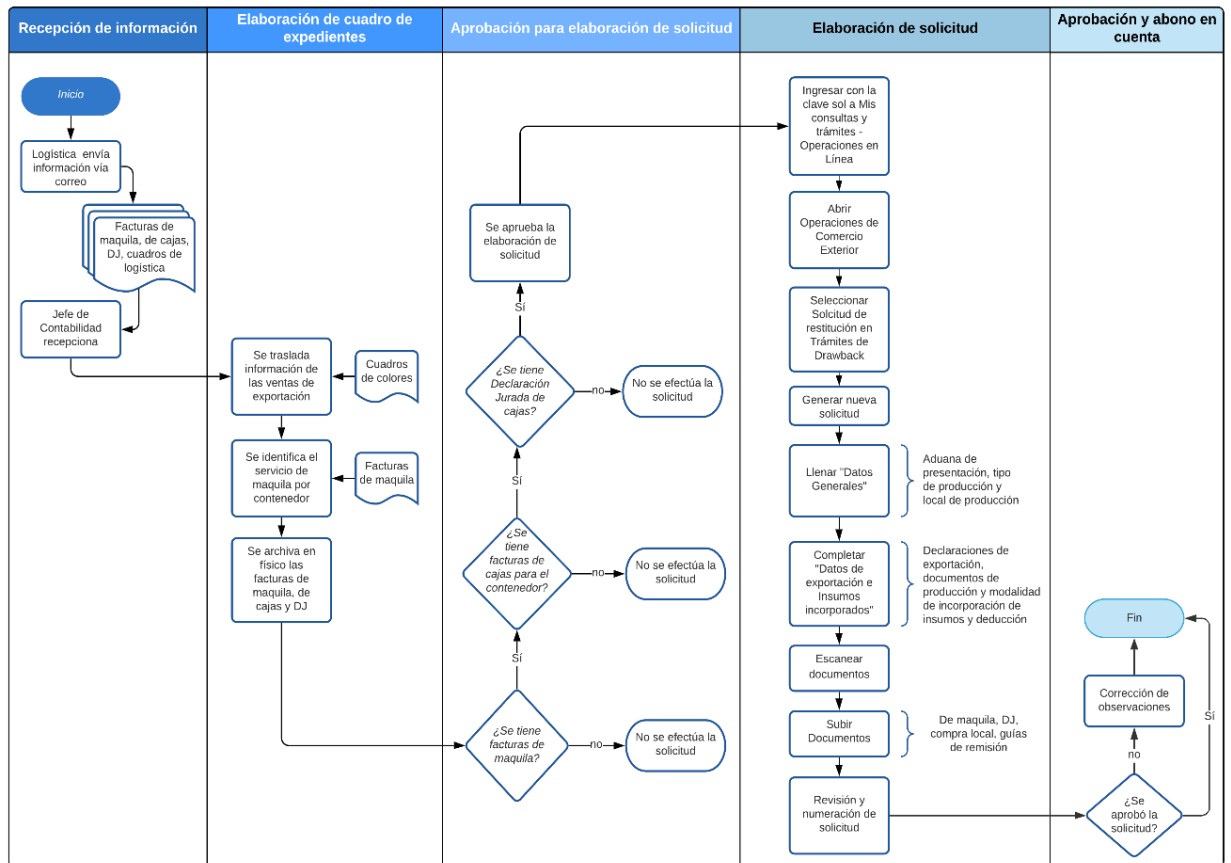 Recepción de información
Elaboración de cuadro de
expedientes
Aprobación para elaboración de solicitud
Elaboración de solicitud
Aprobación y abono en
cuenta
Inicio
Logística envía
información vía
correo
Facturas de
maquila, de cajas,
DJ, cuadros de
logística
Jefe de
Contabilidad
recepciona
Se traslada
información de
las ventas de
exportación
Cuadros
de colores
Se identifica el
servicio de
maquila por
contenedor
Facturas
de maquila
Se archiva en
físico las
facturas de
maquila, de
cajas y DJ
Se aprueba la
elaboración de
solicitud
Sí
¿Se tiene
Declaración
Jurada de
cajas?
no
No se efectúa la
solicitud
Sí
¿Se
tiene
facturas de
cajas para el
contenedor?
no
No se efectúa la
solicitud
Sí
¿Se tiene
facturas de
maquila?
no
No se efectúa la
solicitud
Ingresar con la
clave sol a Mis
consultas y
trámites -
Operaciones en
Línea
Abrir
Operaciones de
Comercio
Exterior
Seleccionar
Solcitud de
restitución en
Trámites de
Drawback
Generar nueva
solicitud
Llenar "Datos
Generales"
Aduana de
presentación, tipo
de producción y
local de producción
Completar
"Datos de
exportación e
Insumos
incorporados"
Declaraciones de
exportación,
documentos de
producción y modalidad
de incorporación de
insumos y deducción
Escanear
documentos
Subir
Documentos
De maquila, DJ,
compra local, guías
de remisión
Revisión y
numeración de
solicitud
Fin
Corrección de
observaciones
Sí
no
¿Se
aprobó la
solicitud?